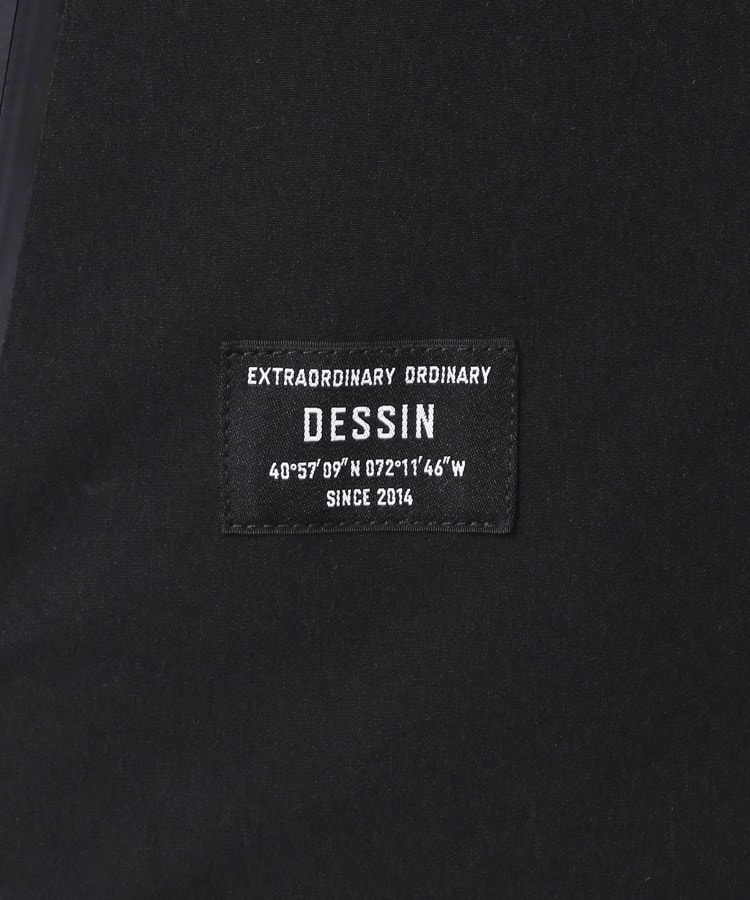 EXTRAORDINARY ORDINARY
DESSIN
40°57′09″N 072°11′46″W
SINCE 2014